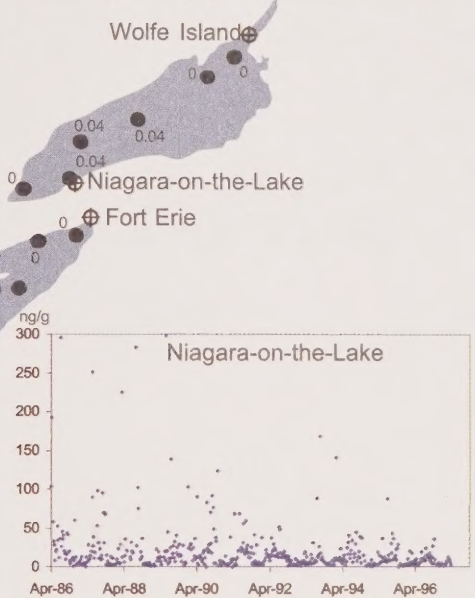 Wolfe Island
0
0
0.04
0.04
0.04
0
Niagara-on-the-Lake
0
Fort Erie
0
ng/g
300
Niagara-on-the-Lake
250
200
150
100
50
0
Apr-86 Apr-88 Apr-90 Apr-92 Apr-94 Apr-96